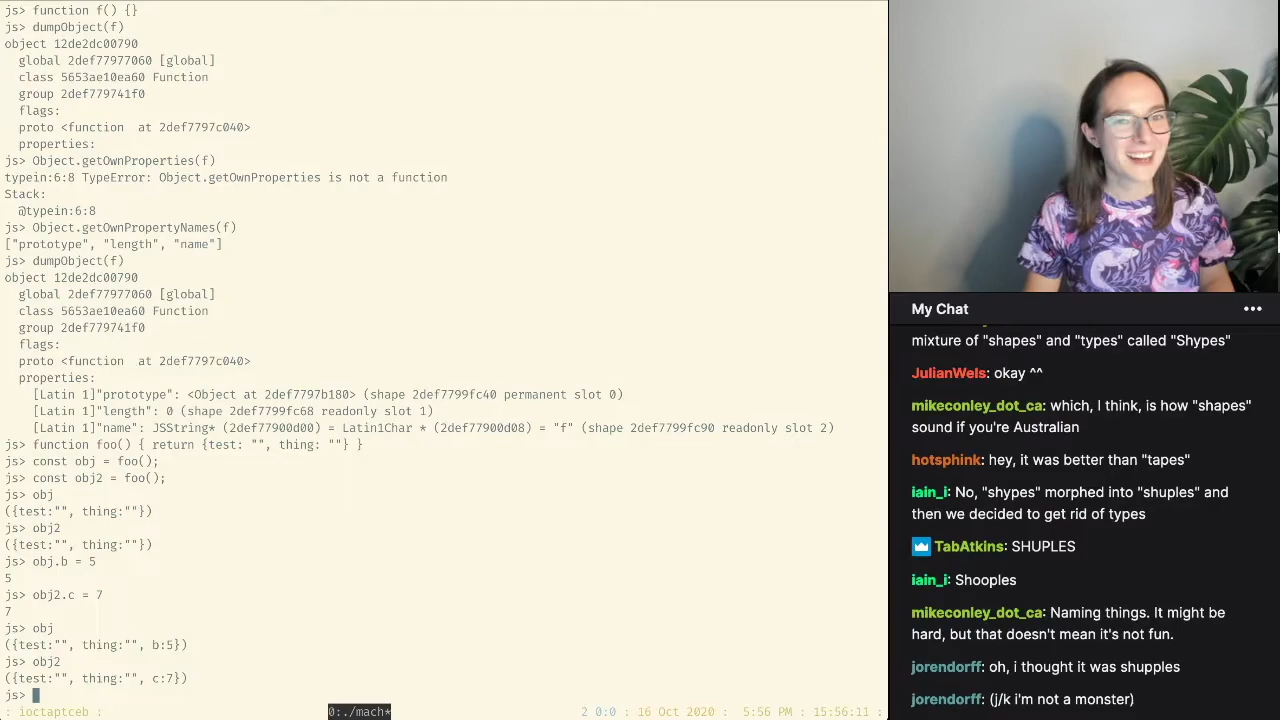 js> function f() {}
js> dumpObject(f)
object 12de2dc00790
  global 2def77977060 [global]
  class 5653ae10ea60 Function
  group 2def779741f0
  flags:
  proto <function  at 2def7797c040>
  properties:
js> Object.getOwnProperties(f)
typein:6:8 TypeError: Object.getOwnProperties is not a function
Stack:
  @typein:6:8
js> Object.getOwnPropertyNames(f)
["prototype", "length", "name"]
js> dumpObject(f)
object 12de2dc00790
  global 2def77977060 [global]
  class 5653ae10ea60 Function
  group 2def779741f0
  flags:
  proto <function  at 2def7797c040>
  properties:
    [Latin 1]"prototype": <Object at 2def7797b180> (shape 2def7799fc40 permanent slot 0)
    [Latin 1]"length": 0 (shape 2def7799fc68 readonly slot 1)
    [Latin 1]"name": JSString* (2def77900d00) = Latin1Char * (2def77900d08) = "f" (shape 2def7799fc90 readonly slot 2)
js> function foo() { return {test: "", thing: ""} }
js> const obj = foo();
js> const obj2 = foo();
js> obj
({test:"", thing:""})
js> obj2
({test:"", thing:""})
js> obj.b = 5
5
js> obj2.c = 7
7
js> obj
({test:"", thing:"", b:5})
js> obj2
({test:"", thing:"", c:7})
js>
: ioctaptceb : 0:./mach* 2 0:0 : 16 Oct 2020 : 5:56 PM : 15:56:11 :
My Chat
mixture of "shapes" and "types" called "Shypes"
JulianWels: okay ^^
mikeconley_dot_ca: which, I think, is how "shapes"
sound if you're Australian
hotsphink: hey, it was better than "tapes"
iain_i: No, "shypes" morphed into "shuples" and
then we decided to get rid of types
TabAtkins: SHUPLES
iain_i: Shooples
mikeconley_dot_ca: Naming things. It might be
hard, but that doesn't mean it's not fun.
jorendorff: oh, i thought it was shupples
jorendorff: (j/k i'm not a monster)